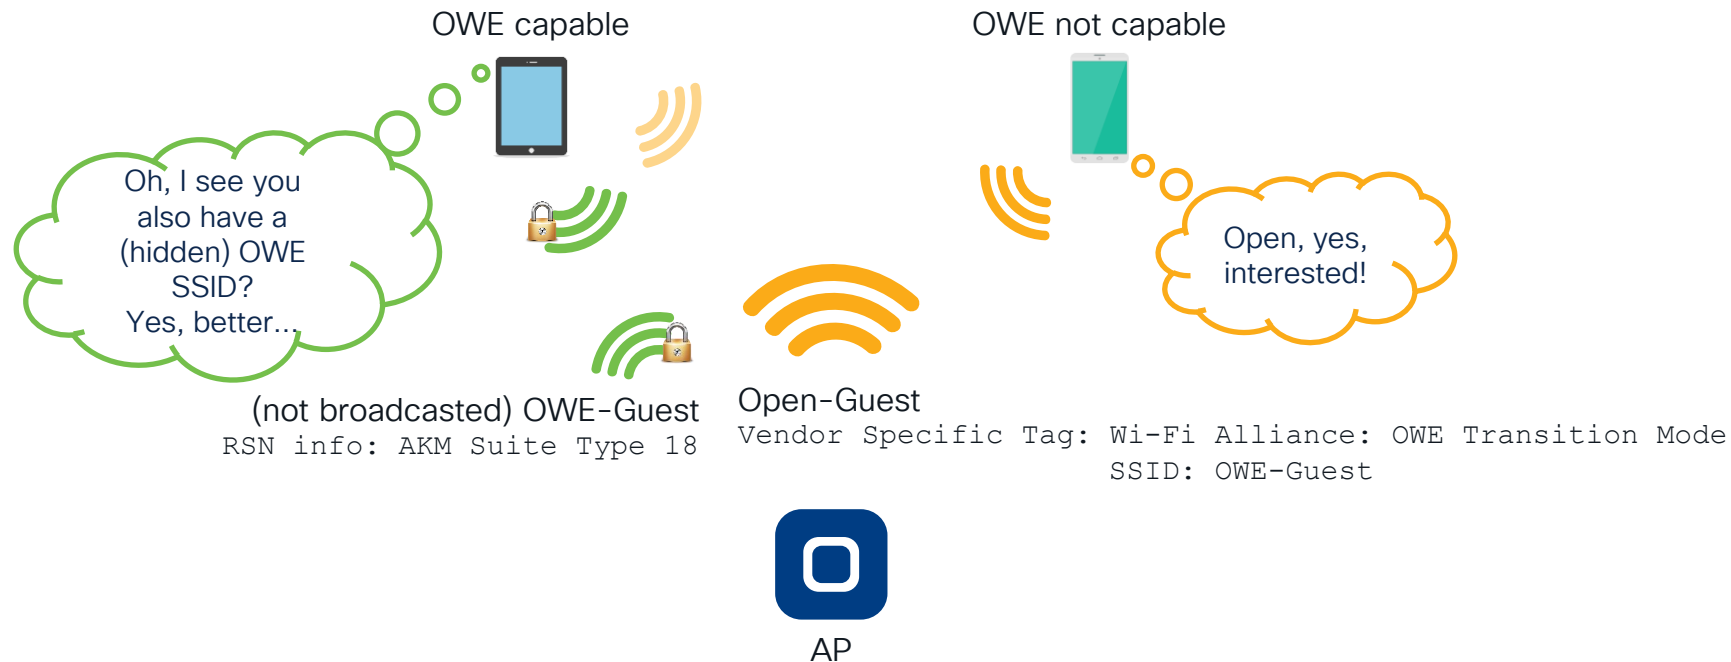 OWE capable
OWE not capable
Oh, I see you
also have a
(hidden) OWE
SSID?
Yes, better...
Open, yes,
interested!
(not broadcasted) OWE-Guest
RSN info: AKM Suite Type 18
Open-Guest
Vendor Specific Tag: Wi-Fi Alliance: OWE Transition Mode
SSID: OWE-Guest
AP